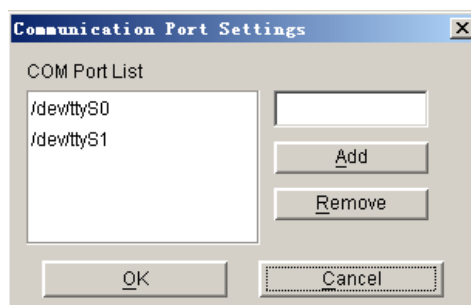 Communication Port Settings
COM Port List
/dev/ttyS0
/dev/ttyS1
Add
Remove
OK
Cancel